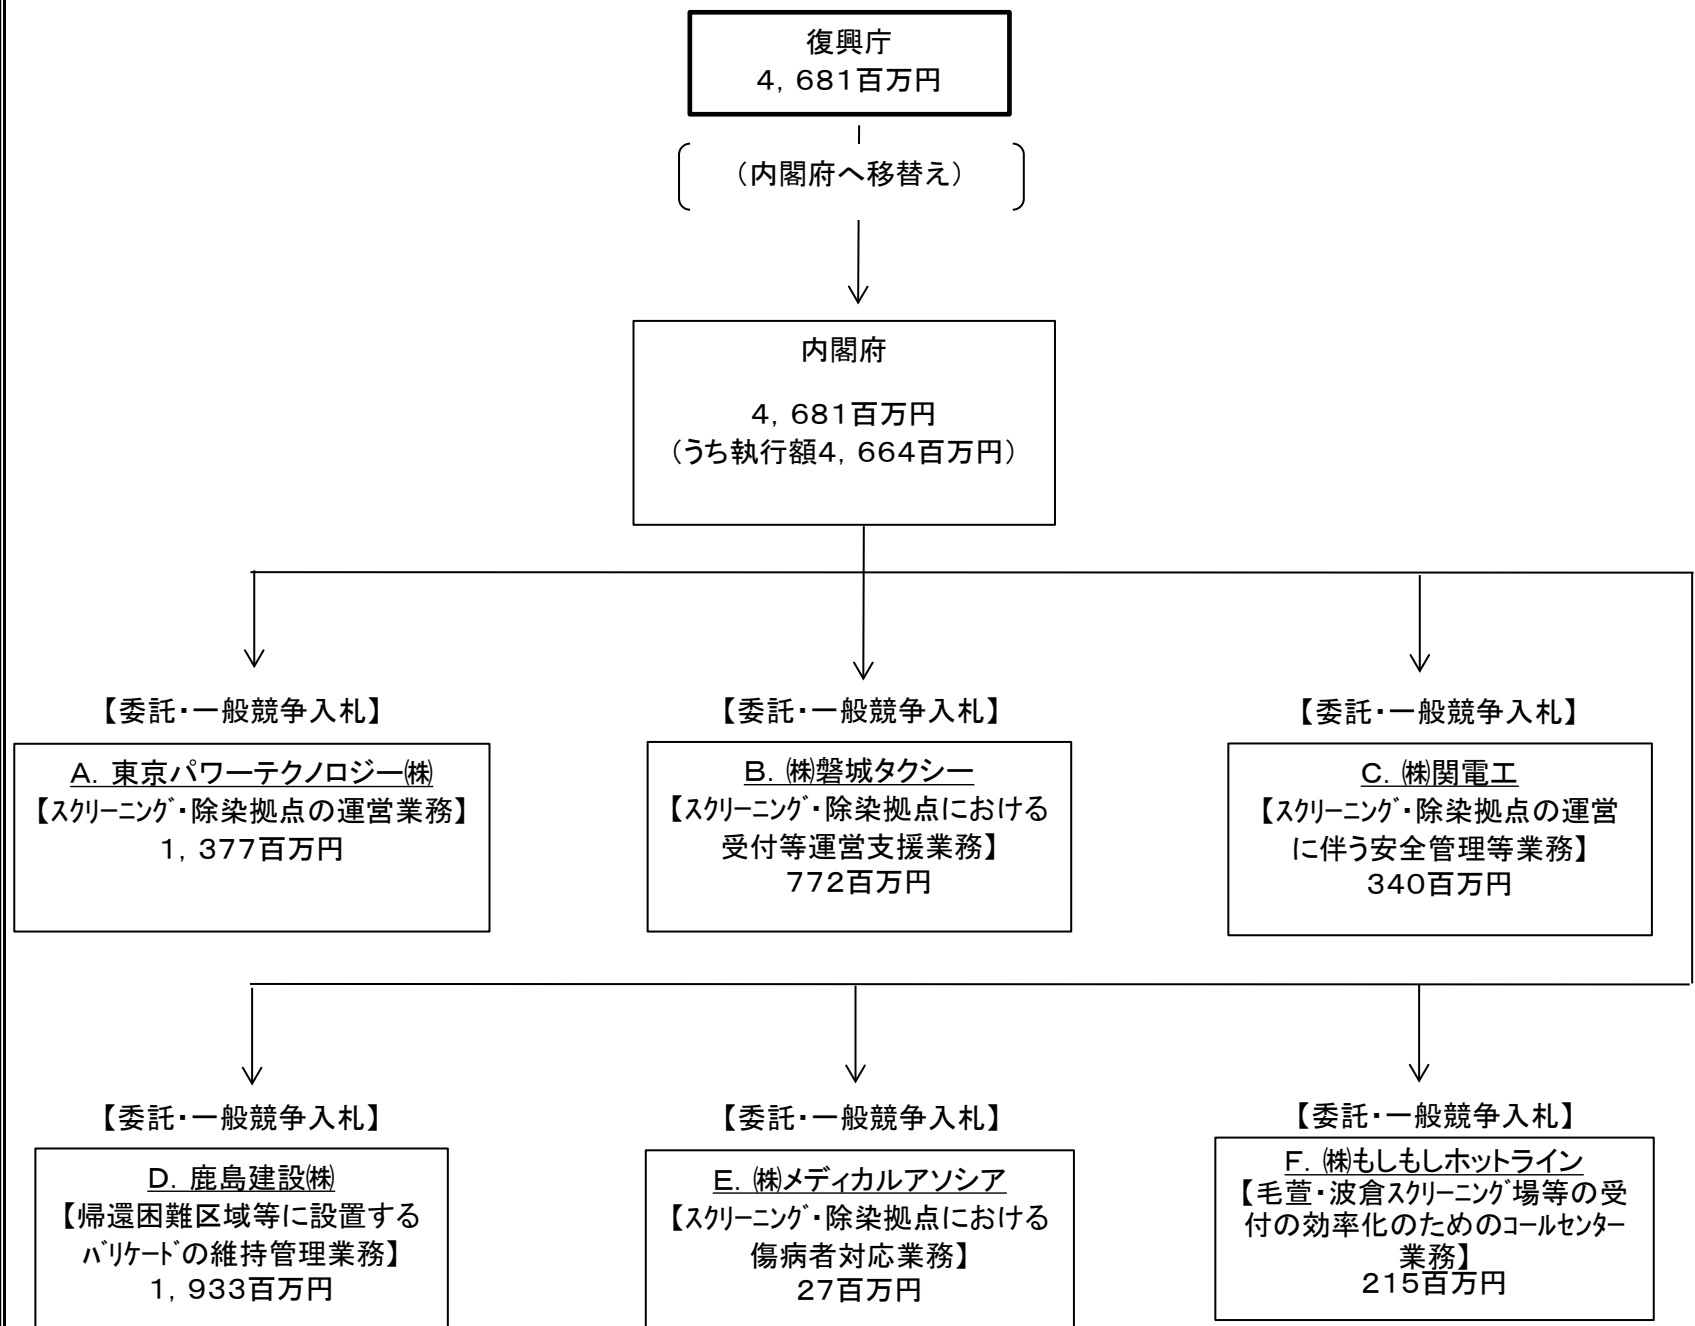 復興庁
4，681百万円
（内閣府へ移替え）
内閣府
4，681百万円
（うち執行額4，664百万円）
【委託・一般競争入札】
【委託・一般競争入札】
【委託・一般競争入札】
A．東京パワーテクノロジー㈱
【ｽｸﾘｰﾆﾝｸﾞ・除染拠点の運営業務】
1，377百万円
B．㈱磐城タクシー
【ｽｸﾘｰﾆﾝｸﾞ・除染拠点における
受付等運営支援業務】
772百万円
C．㈱関電工
【ｽｸﾘｰﾆﾝｸﾞ・除染拠点の運営
に伴う安全管理等業務】
340百万円
【委託・一般競争入札】
【委託・一般競争入札】
【委託・一般競争入札】
D．鹿島建設㈱
【帰還困難区域等に設置する
ﾊﾞﾘｹｰﾄﾞの維持管理業務】
1，933百万円
E．㈱メディカルアソシア
【ｽｸﾘｰﾆﾝｸﾞ・除染拠点における
傷病者対応業務】
27百万円
F．㈱もしもしホットライン
【毛萱・波倉ｽｸﾘｰﾆﾝｸﾞ場等の受
付の効率化のためのｺｰﾙｾﾝﾀｰ
業務】
215百万円